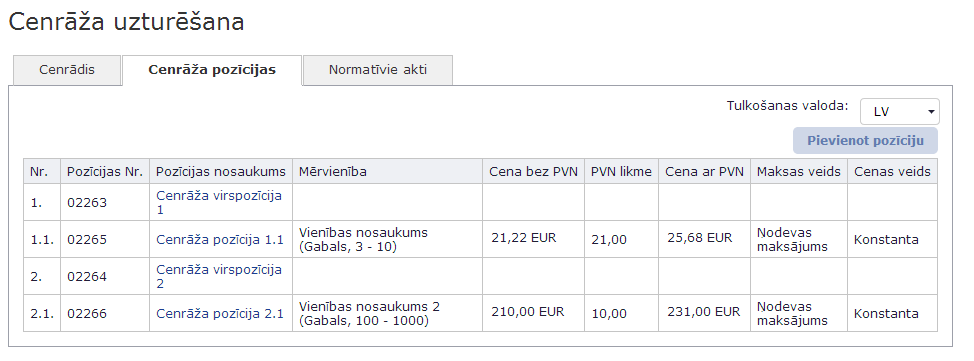 Cenrāža uzturēšana
Cenrādis Cenrāža pozīcijas Normatīvie akti
Tulkošanas valoda: LV
Pievienot pozīciju
Nr. Pozīcijas Nr. Pozīcijas nosaukums Mērvienība Cena bez PVN PVN likme Cena ar PVN Maksas veids Cenas veids
1. 02263 Cenrāža virspozīcija
1
1.1. 02265 Cenrāža pozīcija 1.1 Vienības nosaukums
(Gabals, 3 - 10) 21,22 EUR 21,00 25,68 EUR Nodevas
maksājums Konstanta
2. 02264 Cenrāža virspozīcija
2
2.1. 02266 Cenrāža pozīcija 2.1 Vienības nosaukums 2
(Gabals, 100 - 1000) 210,00 EUR 10,00 231,00 EUR Nodevas
maksājums Konstanta